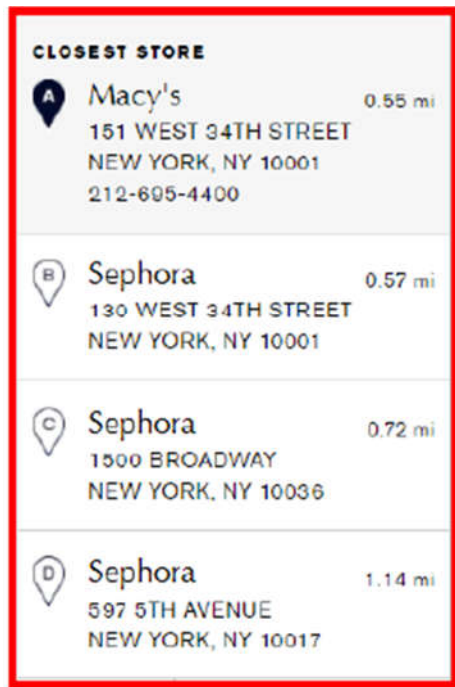 CLOSEST STORE
A Macy's 0.55 mi
151 WEST 34TH STREET
NEW YORK, NY 10001
212-695-4400
B Sephora 0.57 mi
130 WEST 34TH STREET
NEW YORK, NY 10001
C Sephora 0.72 mi
1500 BROADWAY
NEW YORK, NY 10036
D Sephora 1.14 mi
597 5TH AVENUE
NEW YORK, NY 10017